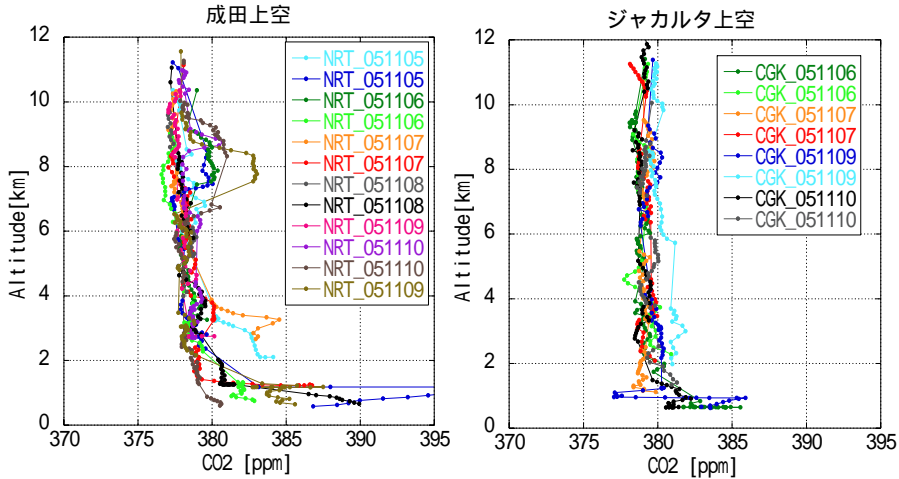 成田上空
12
10
8
6
4
2
0
Altitude[km]
370
375
380
385
390
395
CO2 [ppm]
NRT_051105
NRT_051105
NRT_051106
NRT_051106
NRT_051107
NRT_051107
NRT_051108
NRT_051108
NRT_051109
NRT_051110
NRT_051110
NRT_051109
ジャカルタ上空
12
10
8
6
4
2
0
Altitude[km]
370
375
380
385
390
395
CO2 [ppm]
CGK_051106
CGK_051106
CGK_051107
CGK_051107
CGK_051109
CGK_051109
CGK_051110
CGK_051110